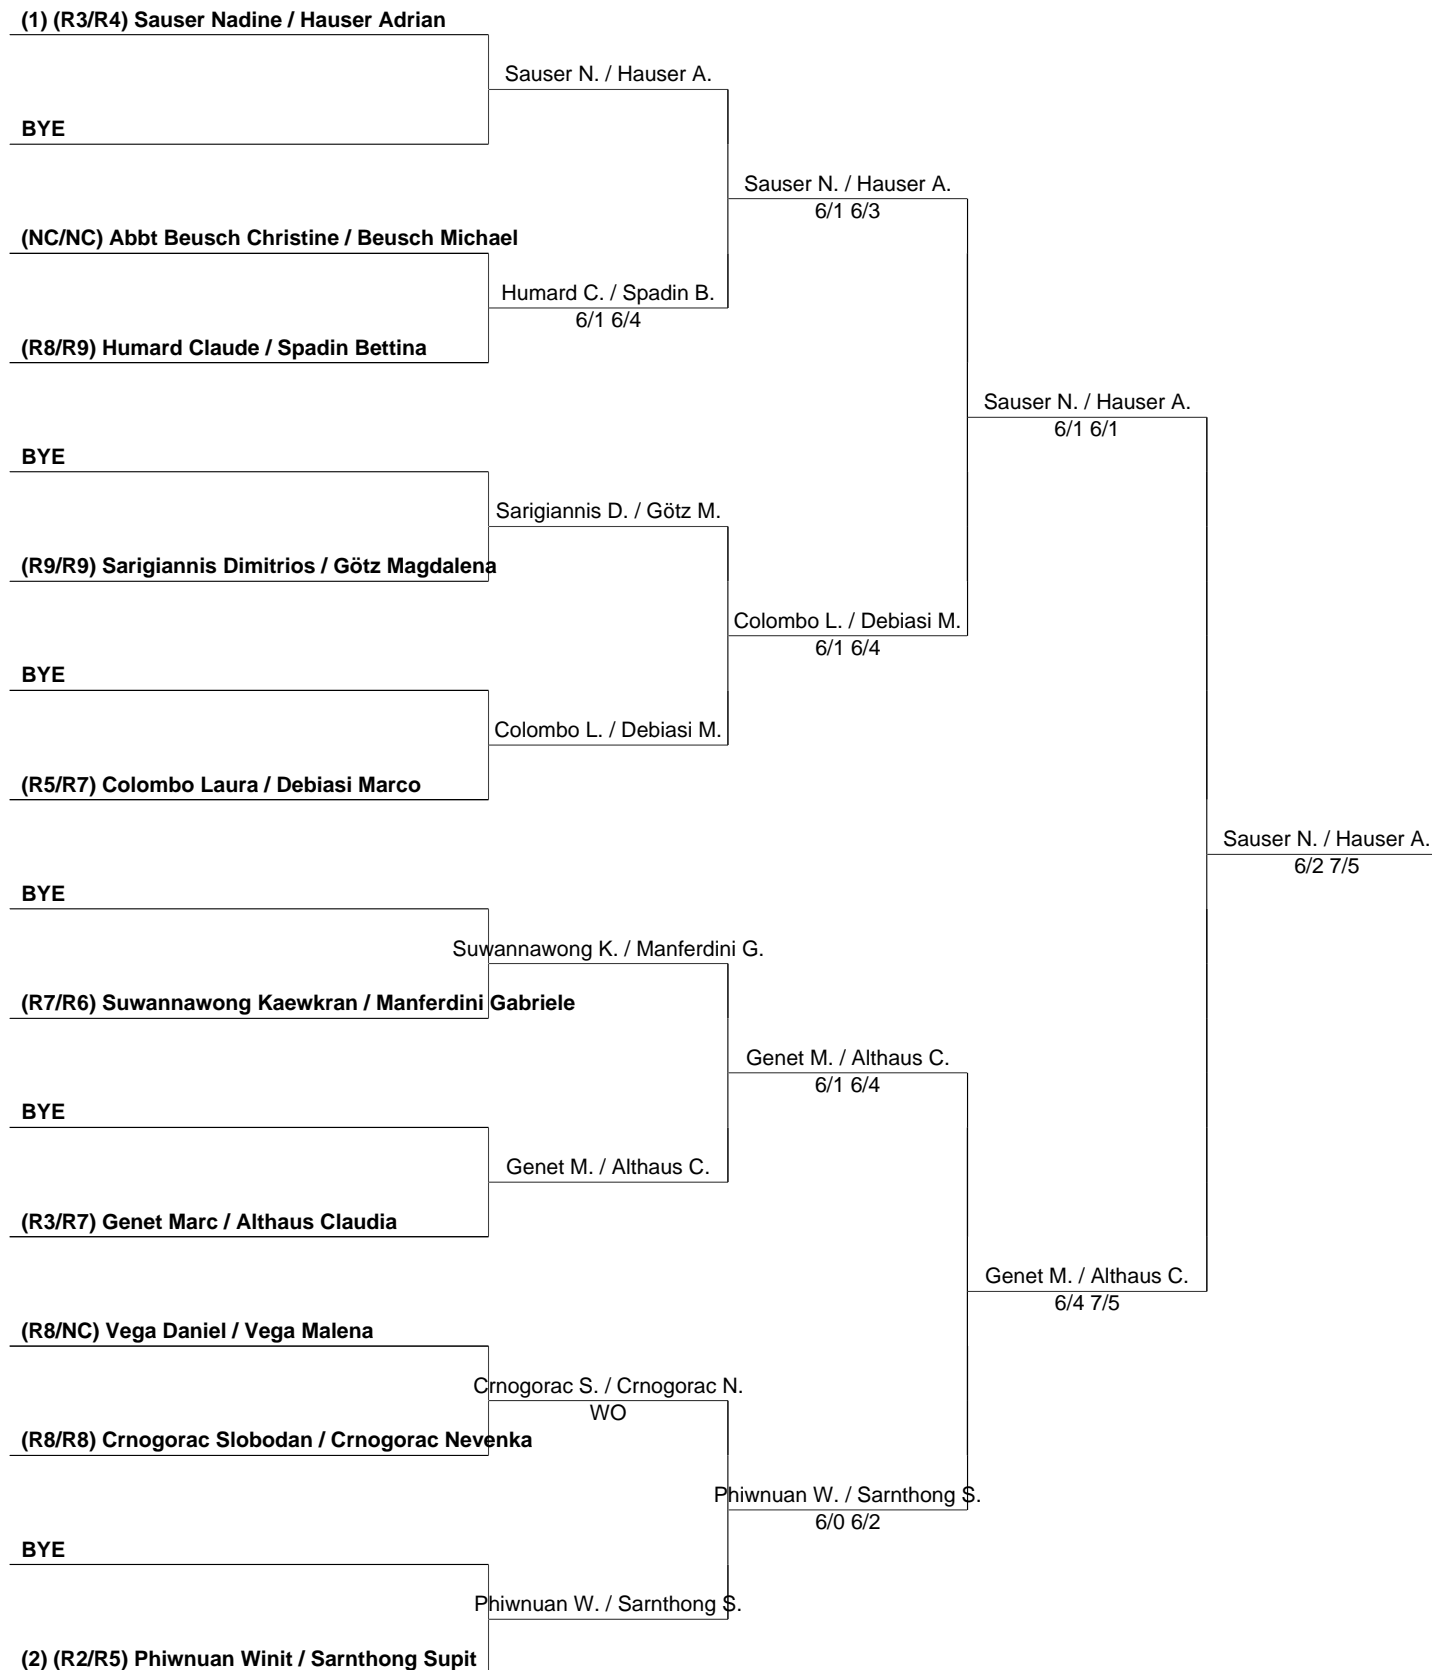 (1) (R3/R4) Sauser Nadine / Hauser Adrian
Sauser N. / Hauser A.
BYE
Sauser N. / Hauser A.
6/1 6/3
(NC/NC) Abbt Beusch Christine / Beusch Michael
Humard C. / Spadin B.
6/1 6/4
(R8/R9) Humard Claude / Spadin Bettina
Sauser N. / Hauser A.
6/1 6/1
BYE
Sarigiannis D. / Götz M.
(R9/R9) Sarigiannis Dimitrios / Götz Magdalena
Colombo L. / Debiasi M.
6/1 6/4
BYE
Colombo L. / Debiasi M.
(R5/R7) Colombo Laura / Debiasi Marco
Sauser N. / Hauser A.
6/2 7/5
BYE
Suwannawong K. / Manferdini G.
(R7/R6) Suwannawong Kaewkran / Manferdini Gabriele
Genet M. / Althaus C.
6/1 6/4
BYE
Genet M. / Althaus C.
(R3/R7) Genet Marc / Althaus Claudia
Genet M. / Althaus C.
6/4 7/5
(R8/NC) Vega Daniel / Vega Malena
Crnogorac S. / Crnogorac N.
WO
(R8/R8) Crnogorac Slobodan / Crnogorac Nevenka
Phiwnuan W. / Sarnthong S.
6/0 6/2
BYE
Phiwnuan W. / Sarnthong S.
(2) (R2/R5) Phiwnuan Winit / Sarnthong Supit